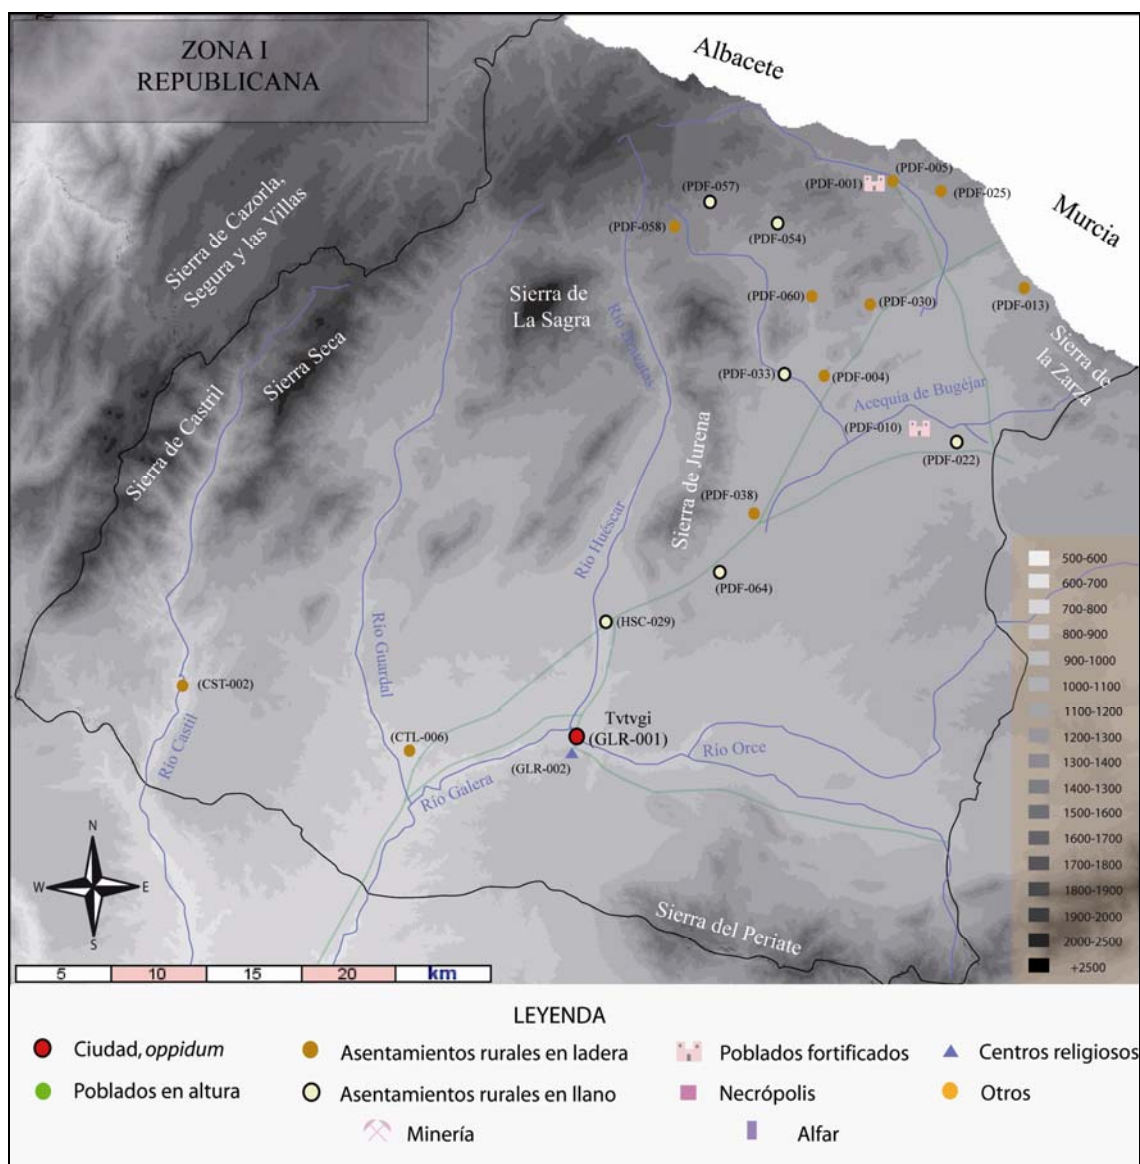 ZONA I
REPUBLICANA
Albacete
Murcia
Sierra de Cazorla,
Segura y las Villas
Sierra de Castril
Sierra Seca
Sierra de
La Sagra
Río Bravatas
Río Huéscar
Sierra de Jurena
Río Guardal
Río Castil
Río Galera
Río Orce
Acequia de Bugéjar
Sierra de
la Zarza
Sierra del Periate
(PDF-057)
(PDF-058)
(PDF-054)
(PDF-001)
(PDF-005)
(PDF-025)
(PDF-060)
(PDF-030)
(PDF-013)
(PDF-033)
(PDF-004)
(PDF-010)
(PDF-022)
(PDF-038)
(PDF-064)
(HSC-029)
(CST-002)
(CTL-006)
Tvtvgi
(GLR-001)
(GLR-002)
N
W
E
S
5 10 15 20 km
500-600
600-700
700-800
800-900
900-1000
1000-1100
1100-1200
1200-1300
1300-1400
1400-1300
1500-1600
1600-1700
1700-1800
1800-1900
1900-2000
2000-2500
+2500
LEYENDA
Ciudad, oppidum
Asentamientos rurales en ladera
Poblados fortificados
Centros religiosos
Poblados en altura
Asentamientos rurales en llano
Necrópolis
Otros
Minería
Alfar